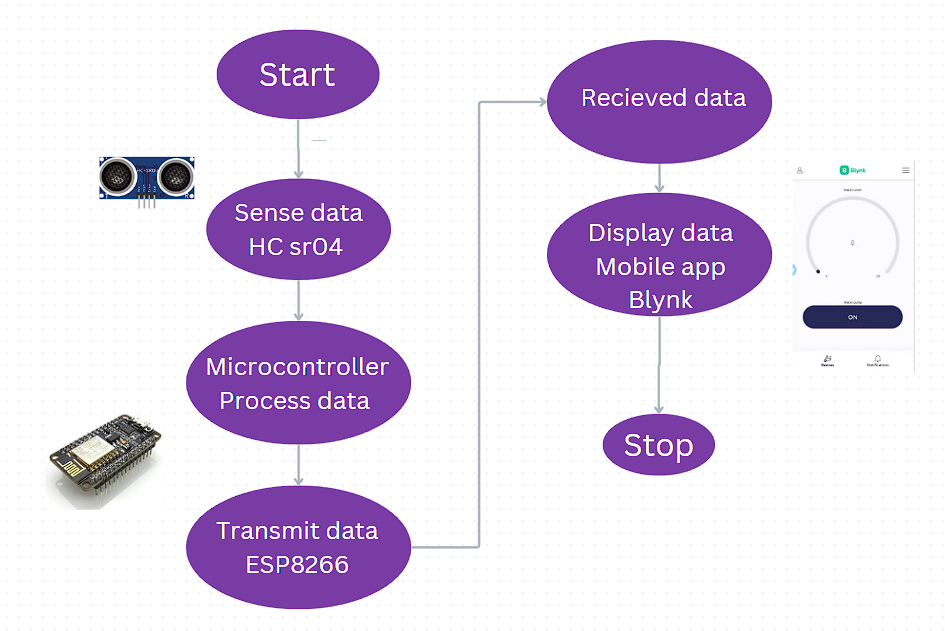 Start
Sense data
HC sr04
Microcontroller
Process data
Transmit data
ESP8266
Recieved data
Display data
Mobile app
Blynk
Stop
Blynk
ON